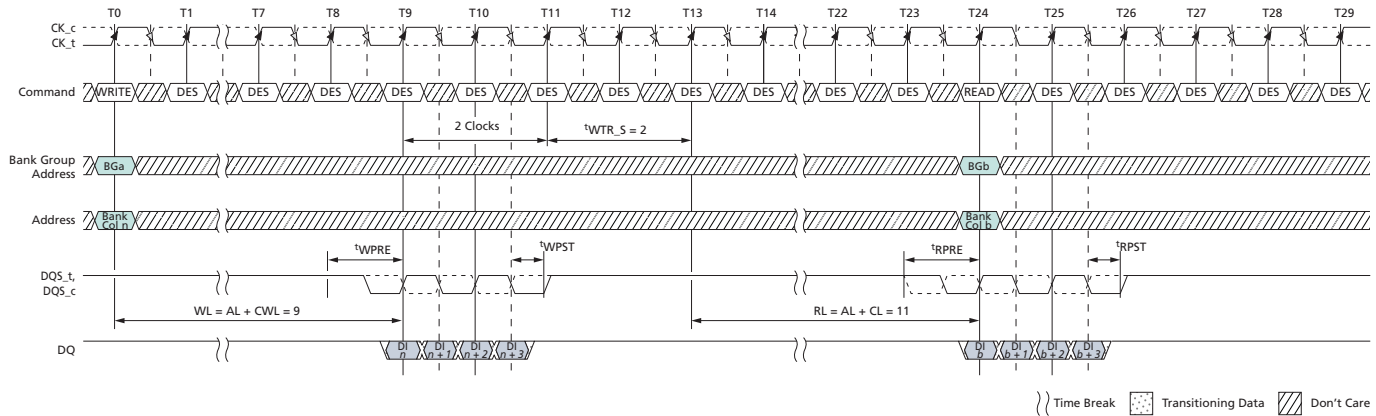 T0 T1 T7 T8 T9 T10 T11 T12 T13 T14 T22 T23 T24 T25 T26 T27 T28 T29
CK_c
CK_t
Command WRITE DES DES DES DES DES DES DES DES DES DES DES READ DES DES DES DES DES
2 Clocks tWTR_S = 2
Bank Group
Address
BGa BGb
Address
Bank
Col n
Bank
Col b
tWPRE tWPST tRPRE tRPST
DQS_t,
DQS_c
WL = AL + CWL = 9 RL = AL + CL = 11
DQ
DI
n
DI
n + 1
DI
n + 2
DI
n + 3
DI
b
DI
b + 1
DI
b + 2
DI
b + 3
Time Break Transitioning Data Don't Care